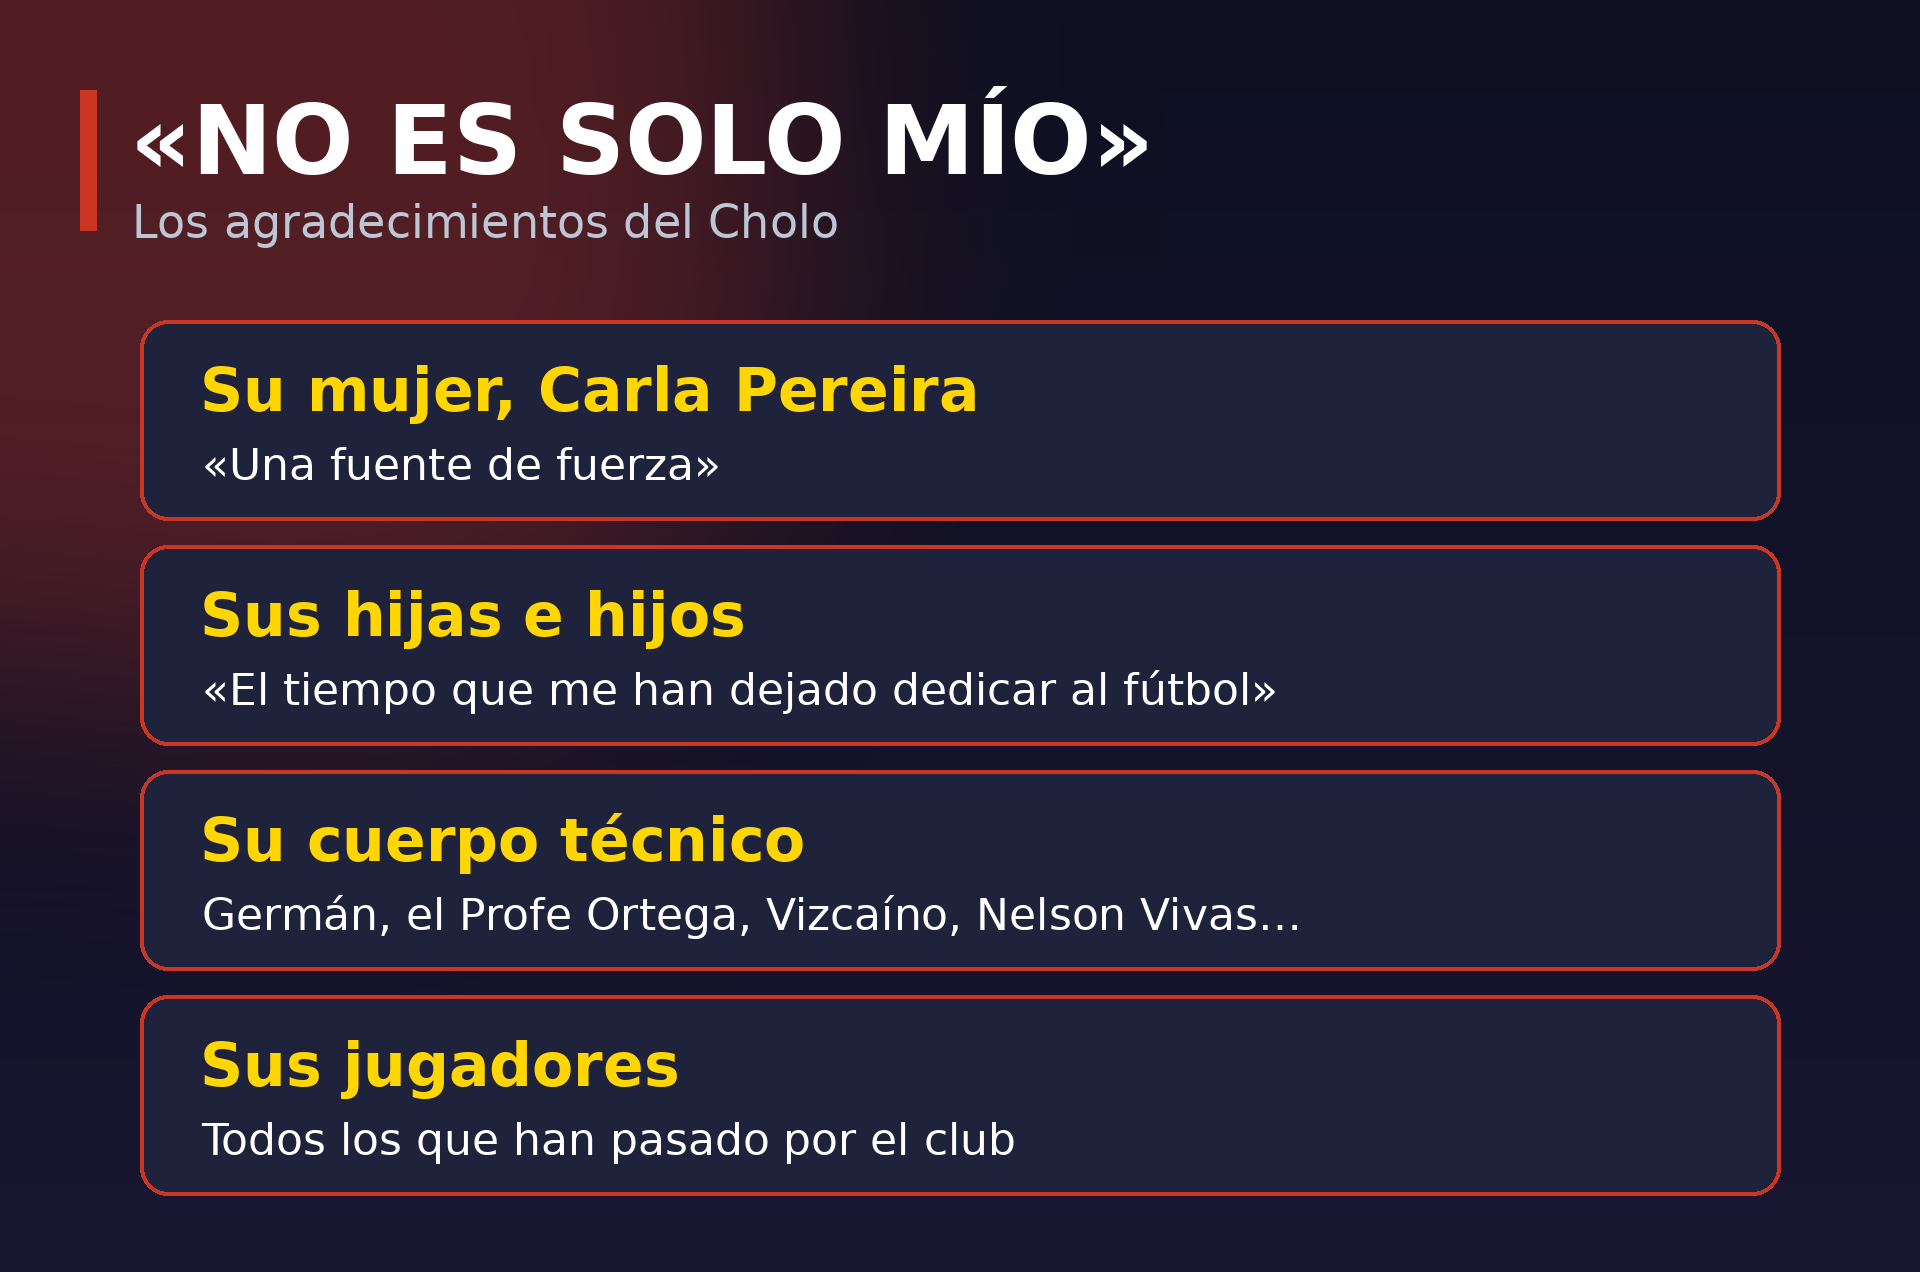 «NO ES SOLO MÍO»
Los agradecimientos del Cholo
Su mujer, Carla Pereira
«Una fuente de fuerza»
Sus hijas e hijos
«El tiempo que me han dejado dedicar al fútbol»
Su cuerpo técnico
Germán, el Profe Ortega, Vizcaíno, Nelson Vivas…
Sus jugadores
Todos los que han pasado por el club